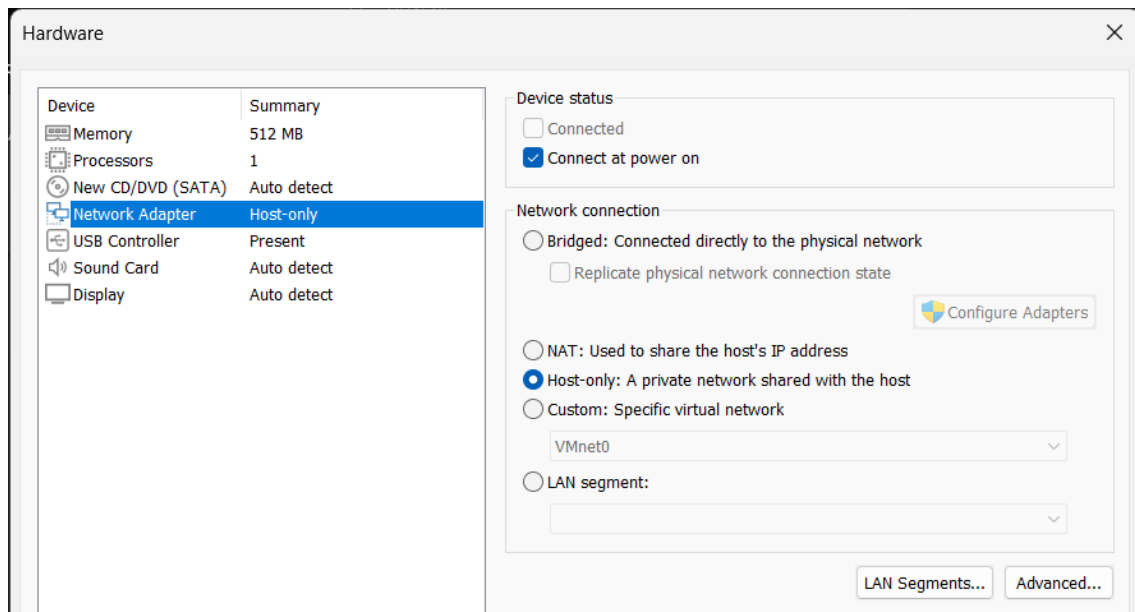 Hardware
Device Summary
Memory 512 MB
Processors 1
New CD/DVD (SATA) Auto detect
Network Adapter Host-only
USB Controller Present
Sound Card Auto detect
Display Auto detect
Device status
Connected
Connect at power on
Network connection
Bridged: Connected directly to the physical network
Replicate physical network connection state
Configure Adapters
NAT: Used to share the host's IP address
Host-only: A private network shared with the host
Custom: Specific virtual network
VMnet0
LAN segment:
LAN Segments... Advanced...